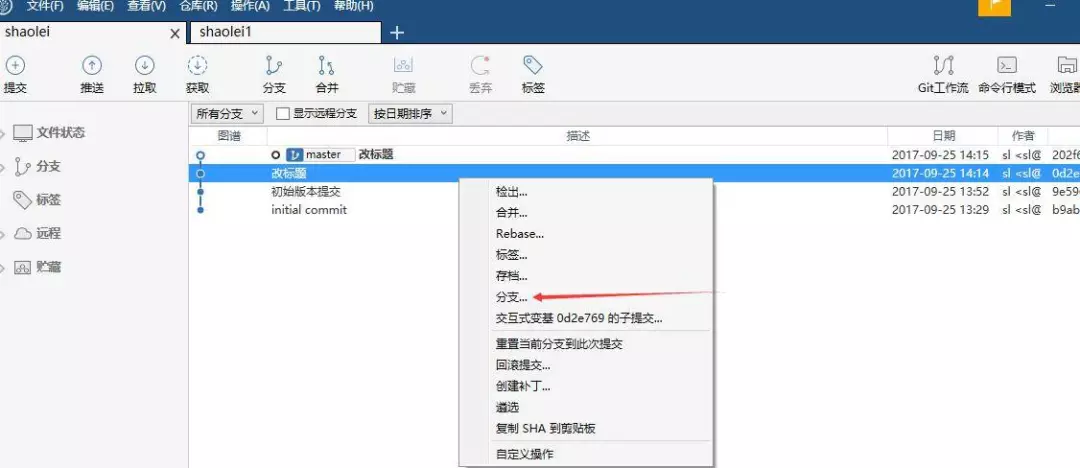 文件(F) 编辑(E) 查看(V) 仓库(R) 操作(A) 工具(T) 帮助(H)
shaolei shaolei1
提交 推送 拉取 获取 分支 合并 贮藏 丢弃 标签 Git工作流 命令行模式 浏览器
所有分支 显示远程分支 按日期排序
图谱 描述 日期 作者
文件状态
分支
标签
远程
贮藏
master 改标题 2017-09-25 14:15 sl <sl@ 202f6
改标题 2017-09-25 14:14 sl <sl@ 0d2e
初始版本提交 2017-09-25 13:52 sl <sl@ 9e59
initial commit 2017-09-25 13:29 sl <sl@ b9ab
检出...
合并...
Rebase...
标签...
存档...
分支...
交互式变基 0d2e769 的子提交...
重置当前分支到此次提交
回滚提交...
创建补丁...
遴选
复制 SHA 到剪贴板
自定义操作